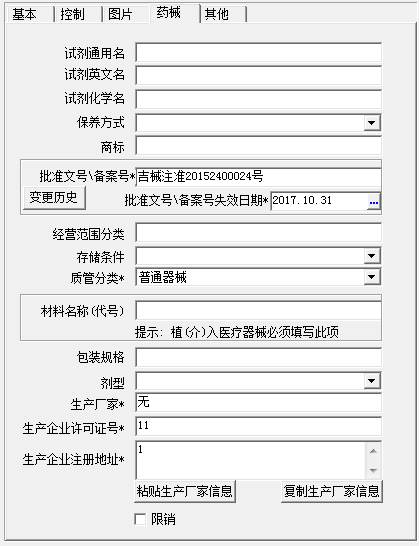 基本 控制 图片 药械 其他
试剂通用名
试剂英文名
试剂化学名
保养方式
商标
批准文号\备案号* 吉械注准20152400024号
变更历史 批准文号\备案号失效日期* 2017.10.31 ...
经营范围分类
存储条件
质管分类* 普通器械
材料名称(代号)
提示: 植(介)入医疗器械必须填写此项
包装规格
剂型
生产厂家* 无
生产企业许可证号* 11
生产企业注册地址* 1
粘贴生产厂家信息 复制生产厂家信息
限销